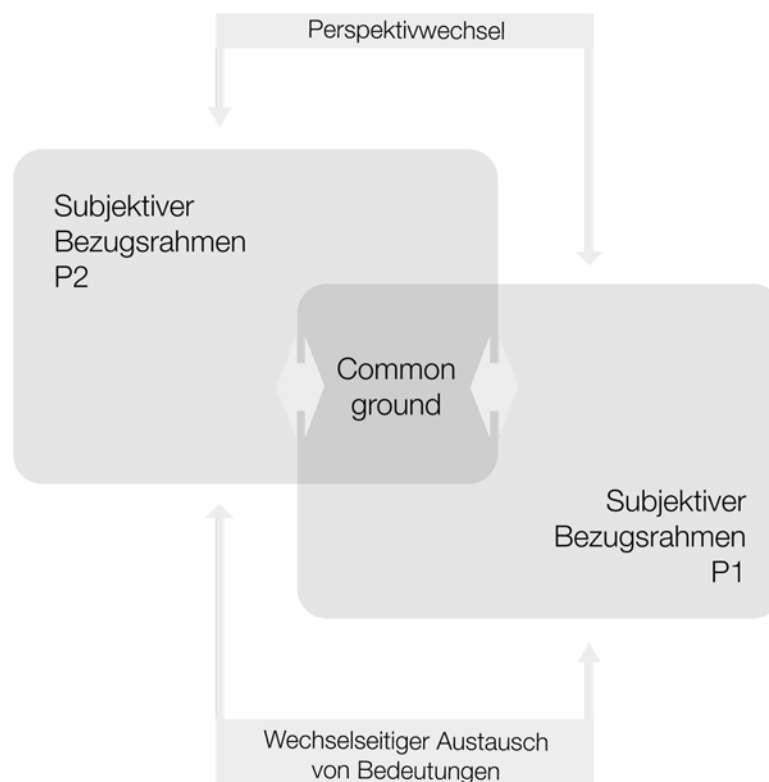 Perspektivwechsel
Subjektiver
Bezugsrahmen
P2
Common
ground
Subjektiver
Bezugsrahmen
P1
Wechselseitiger Austausch
von Bedeutungen